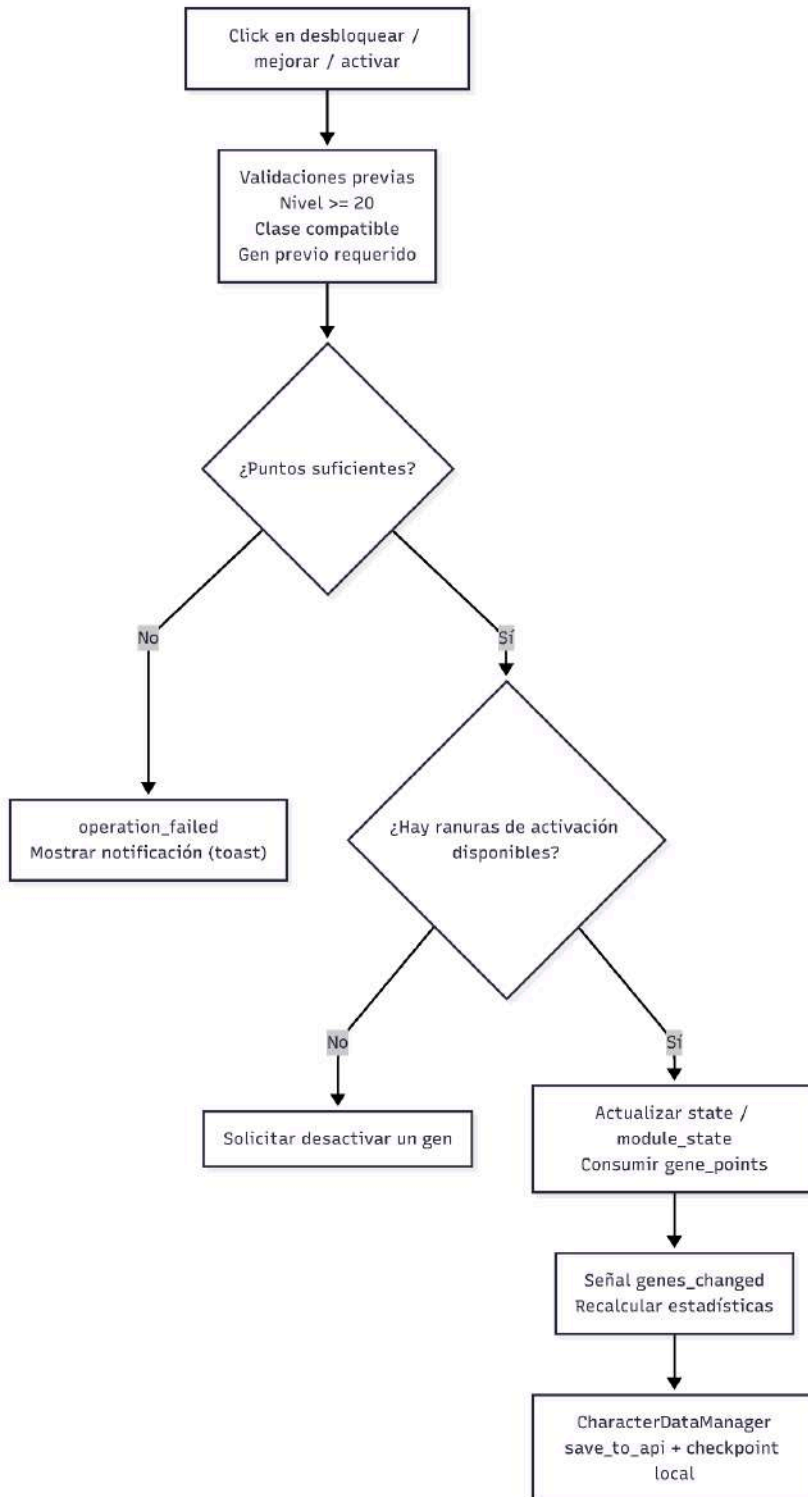 Click en desbloquear /
mejorar / activar
Validaciones previas
Nivel >= 20
Clase compatible
Gen previo requerido
¿Puntos suficientes?
No
Sí
operation_failed
Mostrar notificación (toast)
¿Hay ranuras de activación
disponibles?
No
Sí
Solicitar desactivar un gen
Actualizar state /
module_state
Consumir gene_points
Señal genes_changed
Recalcular estadísticas
CharacterDataManager
save_to_api + checkpoint
local